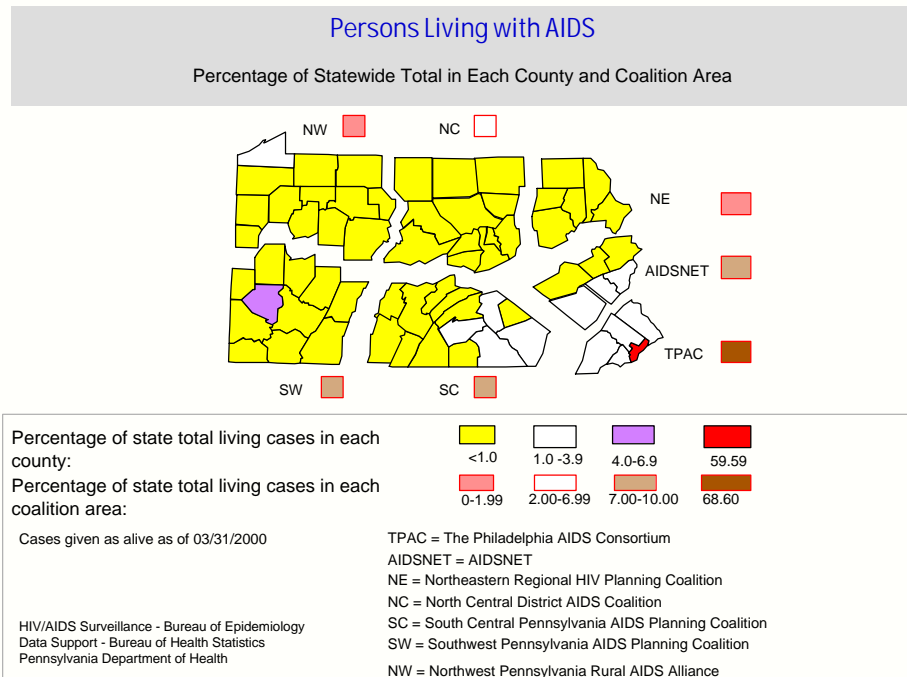 Persons Living with AIDS
Percentage of Statewide Total in Each County and Coalition Area
NW
NC
NE
AIDSNET
TPAC
SW
SC
Percentage of state total living cases in each
county:
<1.0
1.0 -3.9
4.0-6.9
59.59
Percentage of state total living cases in each
coalition area:
0-1.99
2.00-6.99
7.00-10.00
68.60
Cases given as alive as of 03/31/2000
TPAC = The Philadelphia AIDS Consortium
AIDSNET = AIDSNET
NE = Northeastern Regional HIV Planning Coalition
NC = North Central District AIDS Coalition
SC = South Central Pennsylvania AIDS Planning Coalition
SW = Southwest Pennsylvania AIDS Planning Coalition
NW = Northwest Pennsylvania Rural AIDS Alliance
HIV/AIDS Surveillance - Bureau of Epidemiology
Data Support - Bureau of Health Statistics
Pennsylvania Department of Health